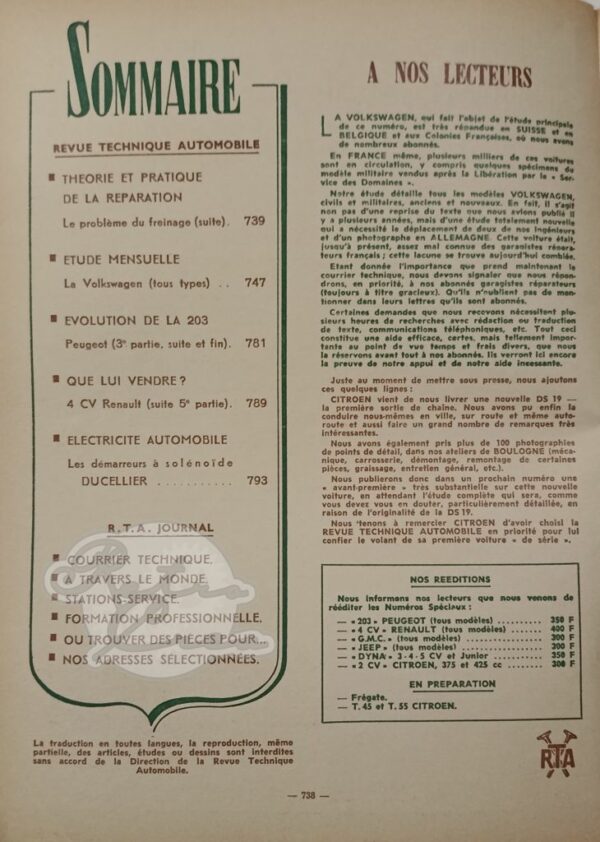 SOMMAIRE
REVUE TECHNIQUE AUTOMOBILE
■ THEORIE ET PRATIQUE
DE LA REPARATION
Le problème du freinage (suite). 739
■ ETUDE MENSUELLE
La Volkswagen (tous types) .. 747
■ EVOLUTION DE LA 203
Peugeot (3e partie, suite et fin). 781
■ QUE LUI VENDRE ?
4 CV Renault (suite 5e partie). 789
■ ELECTRICITE AUTOMOBILE
Les démarreurs à solénoïde
DUCELLIER ........... 793
R.T.A. JOURNAL
■ COURRIER TECHNIQUE.
■ A TRAVERS LE MONDE.
■ STATIONS-SERVICE.
■ FORMATION PROFESSIONNELLE.
■ OU TROUVER DES PIÈCES POUR...
■ NOS ADRESSES SÉLECTIONNÉES.
La traduction en toutes langues, la reproduction, même
partielle, des articles, études ou dessins sont interdites
sans accord de la Direction de la Revue Technique
Automobile.
A NOS LECTEURS
LA VOLKSWAGEN, qui fait l'objet de l'étude principale
de ce numéro, est très répandue en SUISSE et en
BELGIQUE et aux Colonies Françaises, où nous avons
de nombreux abonnés.
En FRANCE même, plusieurs milliers de ces voitures
sont en circulation, y compris quelques spécimens du
modèle militaire vendus après la Libération par le « Ser-
vice des Domaines ».
Notre étude détaille tous les modèles VOLKSWAGEN,
civils et militaires, anciens et nouveaux. En fait, il s'agit
non pas d'une reprise du texte que nous avions publié il
y a plusieurs années, mais d'une étude totalement nouvelle
qui a nécessité le déplacement de deux de nos ingénieurs
et d'un photographe en ALLEMAGNE. Cette voiture était,
jusqu'à présent, assez mal connue des garagistes répara-
teurs français ; cette lacune se trouve aujourd'hui comblée.
Etant donnée l'importance que prend maintenant le
courrier technique, nous devons signaler que nous répon-
drons, en priorité, à nos abonnés garagistes réparateurs
(toujours à titre gracieux). Qu'ils n'oublient pas de men-
tionner dans leurs lettres qu'ils sont abonnés.
Certaines demandes que nous recevons nécessitent plu-
sieurs heures de recherches avec rédaction ou traduction
de texte, communications téléphoniques, etc. Tout ceci
constitue une aide efficace, certes, mais tellement impor-
tante au point de vue temps et frais divers, que nous
la réservons avant tout à nos abonnés. Ils verront ici encore
la preuve de notre appui et de notre aide incessante.
Juste au moment de mettre sous presse, nous ajoutons
ces quelques lignes :
CITROEN vient de nous livrer une nouvelle DS 19 —
la première sortie de chaîne. Nous avons pu enfin la
conduire nous-mêmes en ville, sur route et même auto-
route et aussi faire un grand nombre de remarques très
intéressantes.
Nous avons également pris plus de 100 photographies
de points de détail, dans nos ateliers de BOULOGNE (méca-
nique, carrosserie, démontage, remontage de certaines
pièces, graissage, entretien général, etc.).
Nous publierons donc dans un prochain numéro une
« avant-première » très substantielle sur cette nouvelle
voiture, en attendant l'étude complète qui sera, comme
vous devez vous en douter, particulièrement détaillée, en
raison de l'originalité de la DS 19.
Nous tenons à remercier CITROEN d'avoir choisi la
REVUE TECHNIQUE AUTOMOBILE en priorité pour lui
confier le volant de sa première voiture « de série ».
NOS REEDITIONS
Nous informons nos lecteurs que nous venons de
rééditer les Numéros Spéciaux :
— « 203 » PEUGEOT (tous modèles) ......... 350 F
— « 4 CV » RENAULT (tous modèles) ......... 400 F
— « G.M.C. » (tous modèles) ......... 300 F
— « JEEP » (tous modèles) ......... 200 F
— « DYNA » 3-4-5 CV et Junior ......... 350 F
— « 2 CV » CITROEN, 375 et 425 cc ......... 300 F
EN PREPARATION
— Frégate.
— T. 45 et T. 55 CITROEN.
RTA
— 738 —